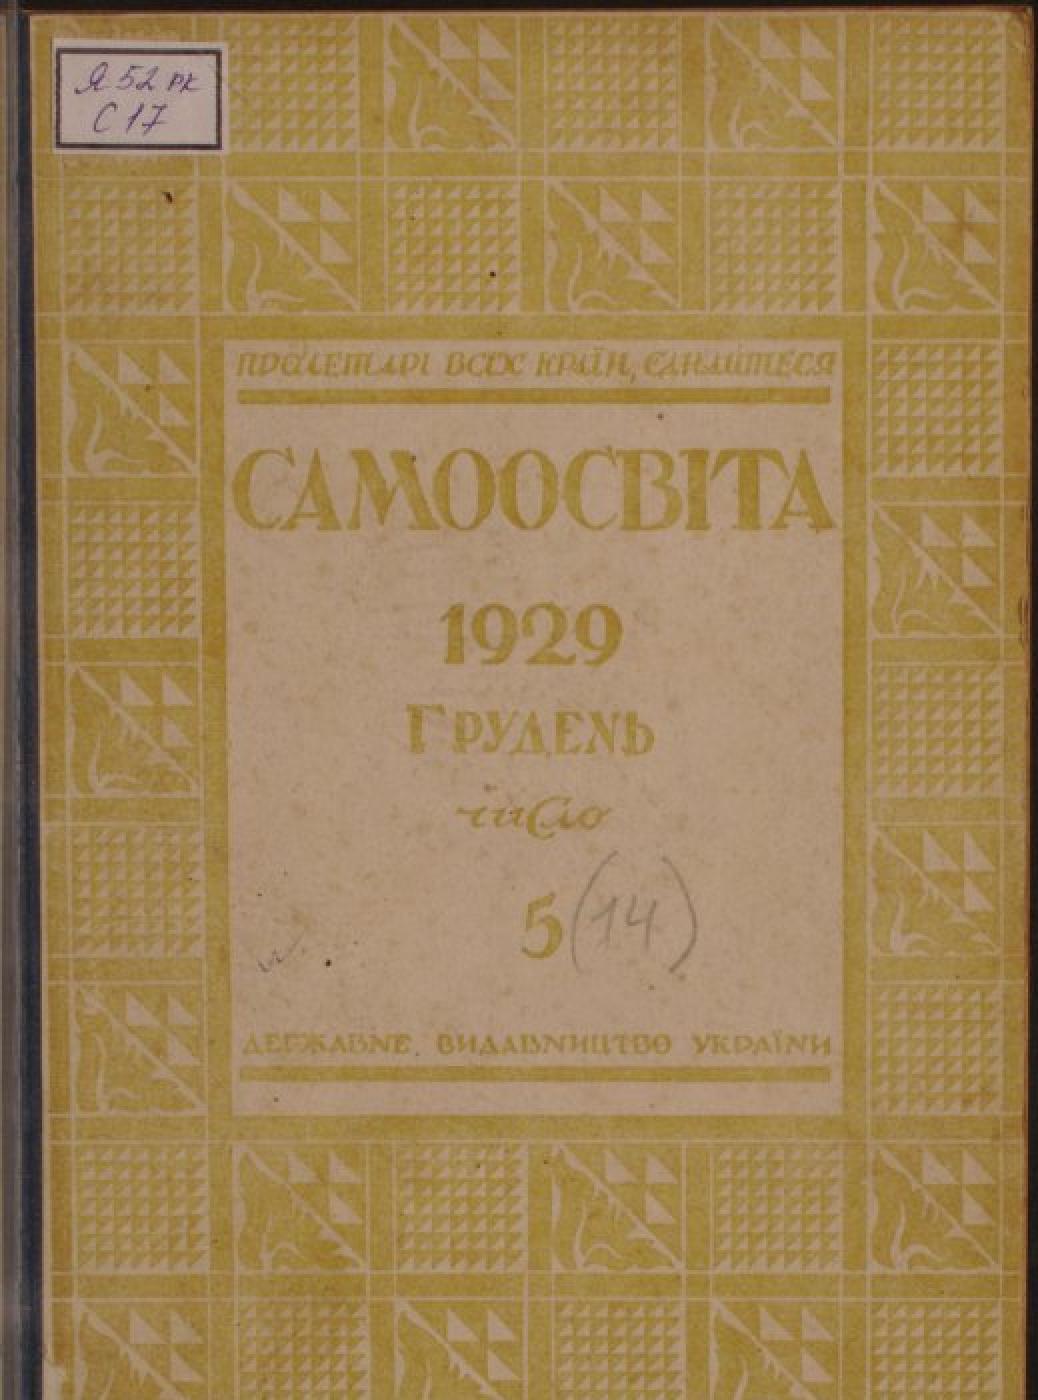 Я 52 РК
С 17
ПРОЛЕТАРІ ВСІХ КРАЇН, ЄДНАЙТЕСЯ
САМООСВІТА
1929
ГРУДЕНЬ
число
5 (14)
ДЕРЖАВНЕ ВИДАВНИЦТВО УКРАЇНИ